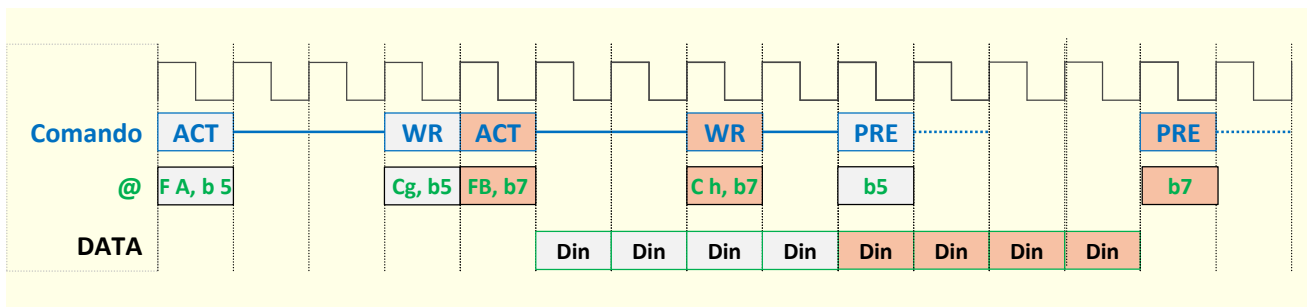 Comando ACT WR ACT WR PRE PRE
@ F A, b 5 Cg, b5 FB, b7 C h, b7 b5 b7
DATA Din Din Din Din Din Din Din Din